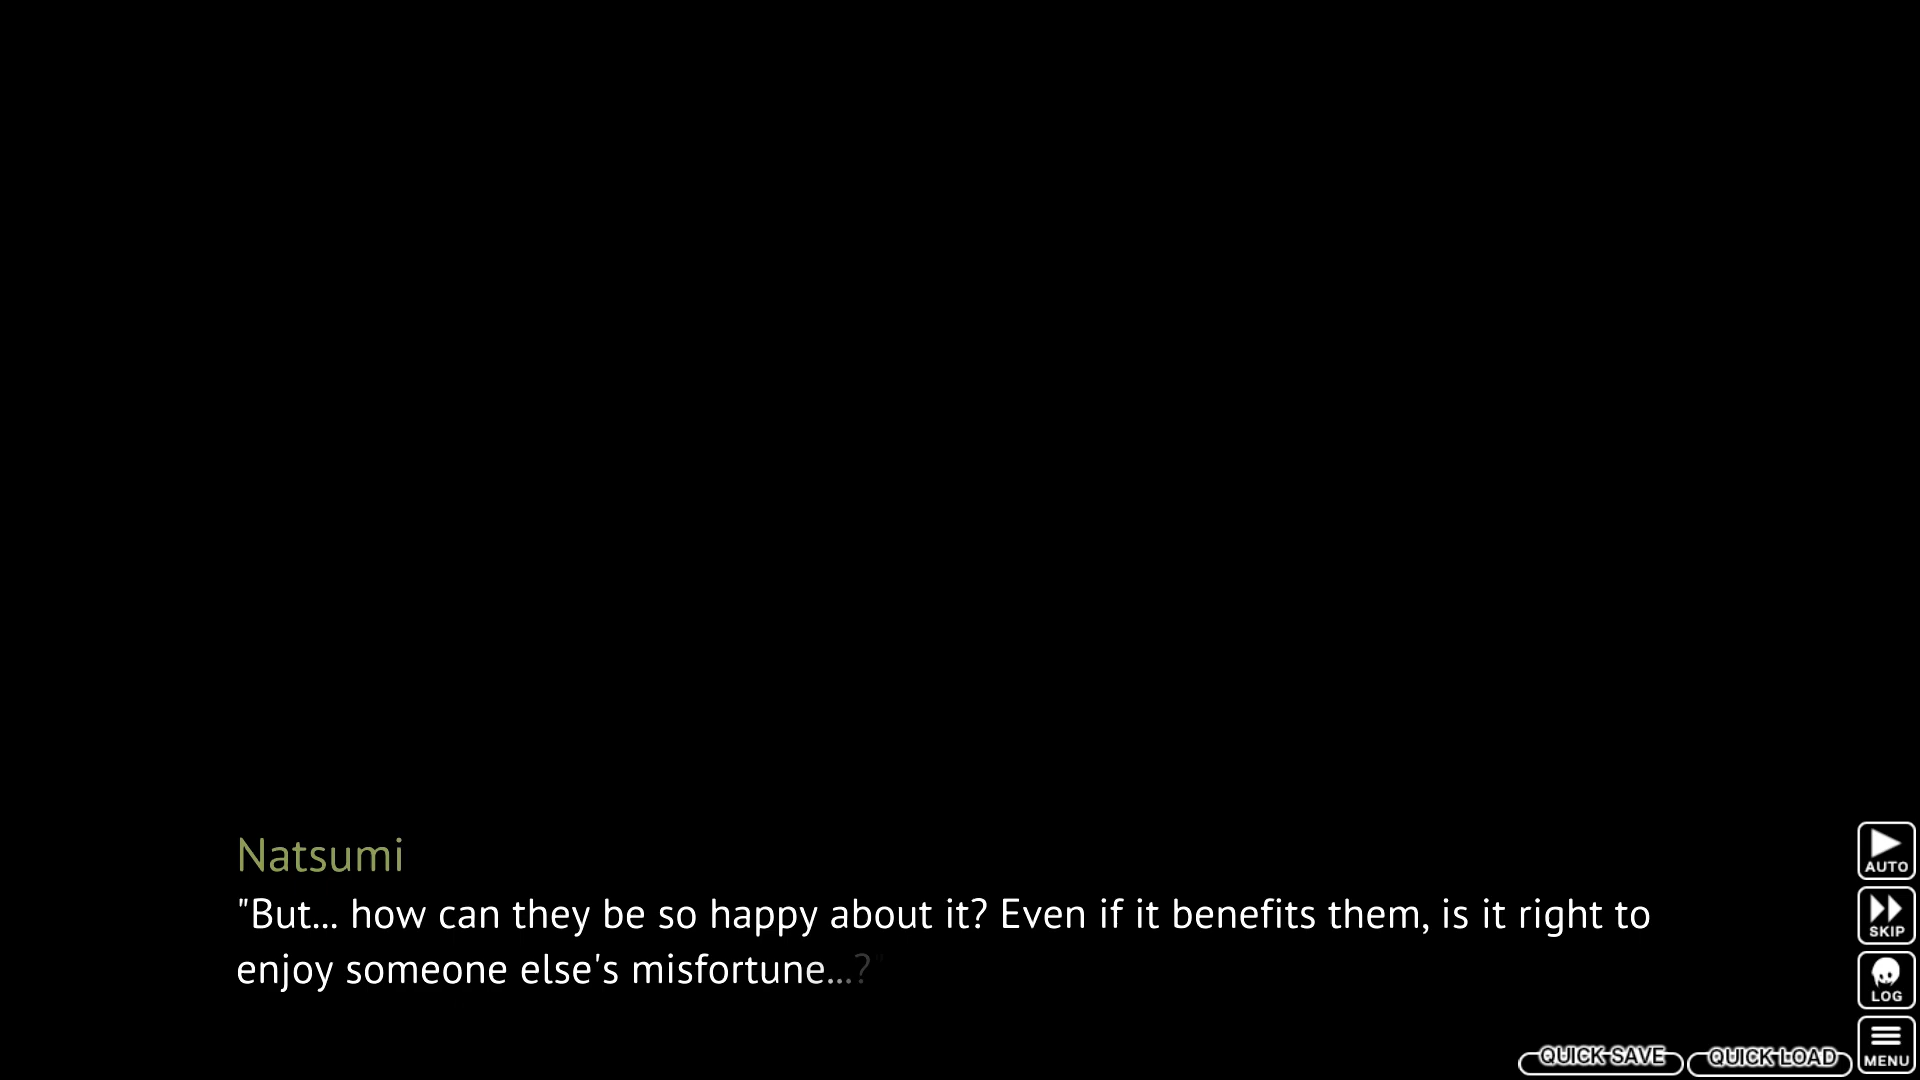 Natsumi
"But... how can they be so happy about it? Even if it benefits them, is it right to
enjoy someone else's misfortune...?"
AUTO
SKIP
LOG
MENU
QUICK SAVE
QUICK LOAD